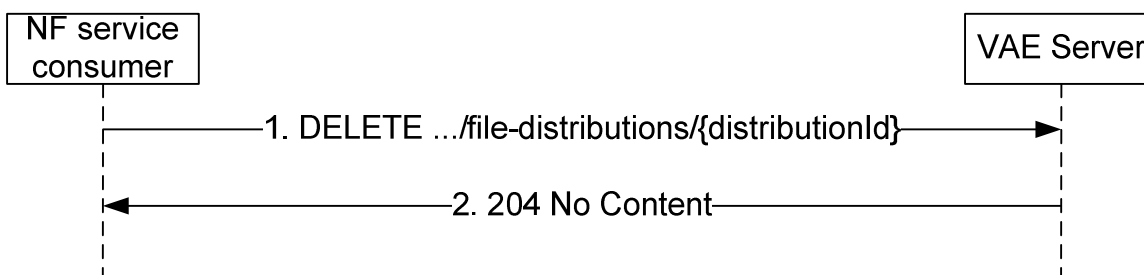 NF service
consumer
VAE Server
1. DELETE .../file-distributions/{distributionId}
2. 204 No Content